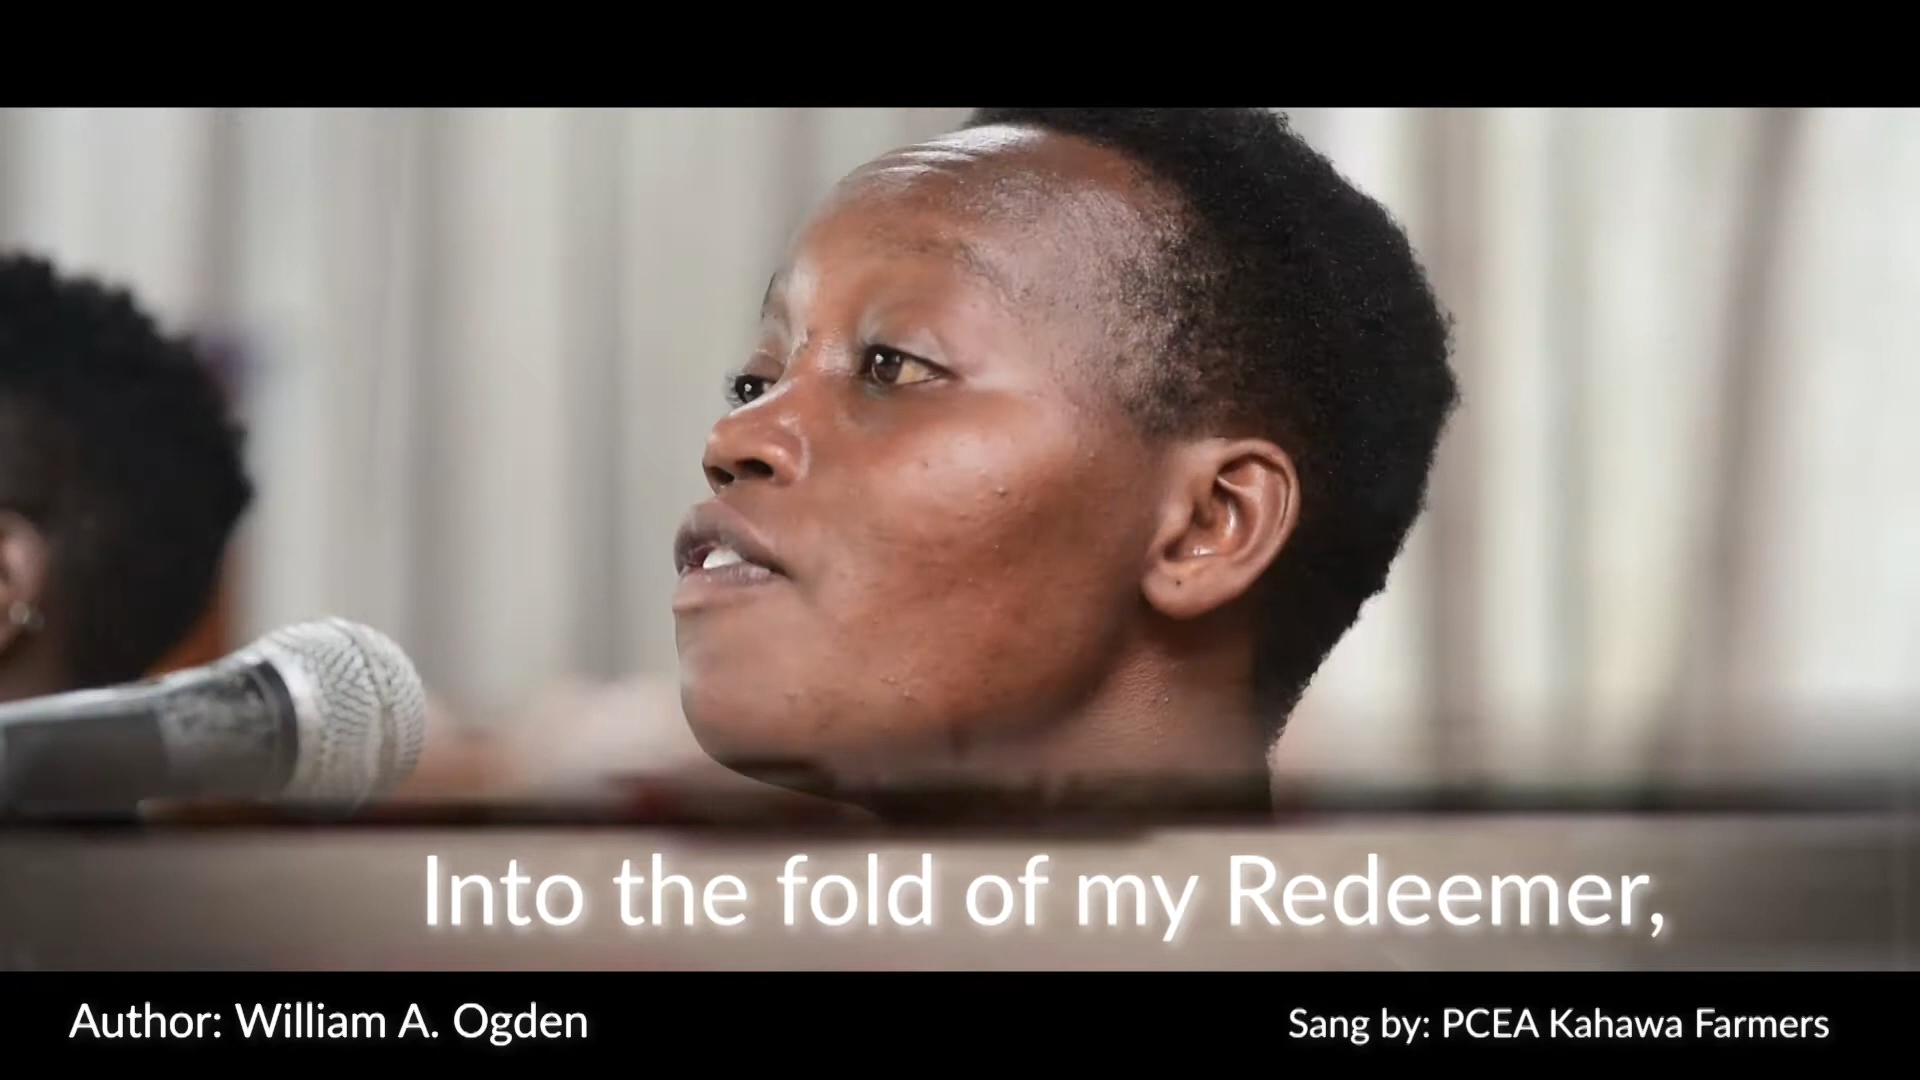 Into the fold of my Redeemer,
Author: William A. Ogden
Sang by: PCEA Kahawa Farmers